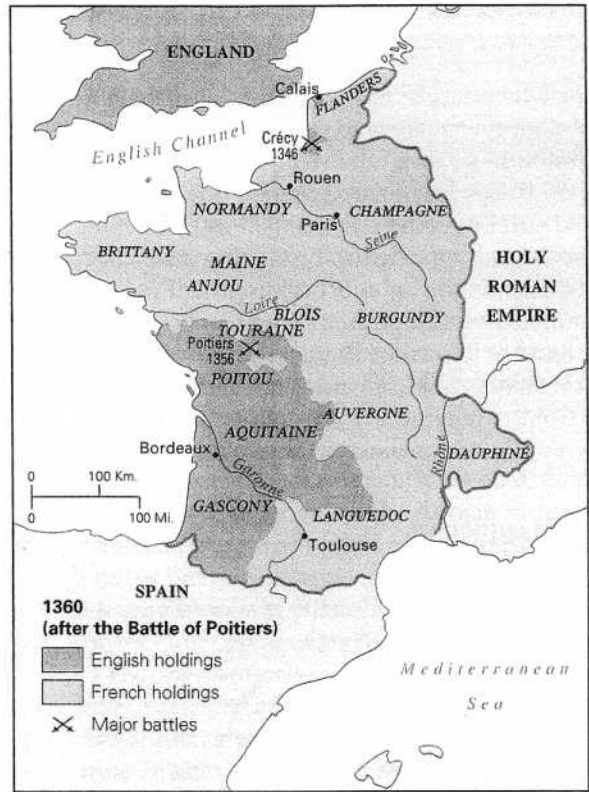 ENGLAND
Calais
FLANDERS
English Channel
Crécy
1346
Rouen
NORMANDY
CHAMPAGNE
Paris
Seine
BRITTANY
MAINE
ANJOU
HOLY
ROMAN
EMPIRE
Loire
BLOIS
TOURAINE
BURGUNDY
Poitiers
1356
POITOU
AUVERGNE
AQUITAINE
Bordeaux
DAUPHINÉ
Rhône
Garonne
0 100 Km.
0 100 Mi.
GASCONY
LANGUEDOC
Toulouse
SPAIN
1360
(after the Battle of Poitiers)
English holdings
French holdings
Major battles
Mediterranean
Sea